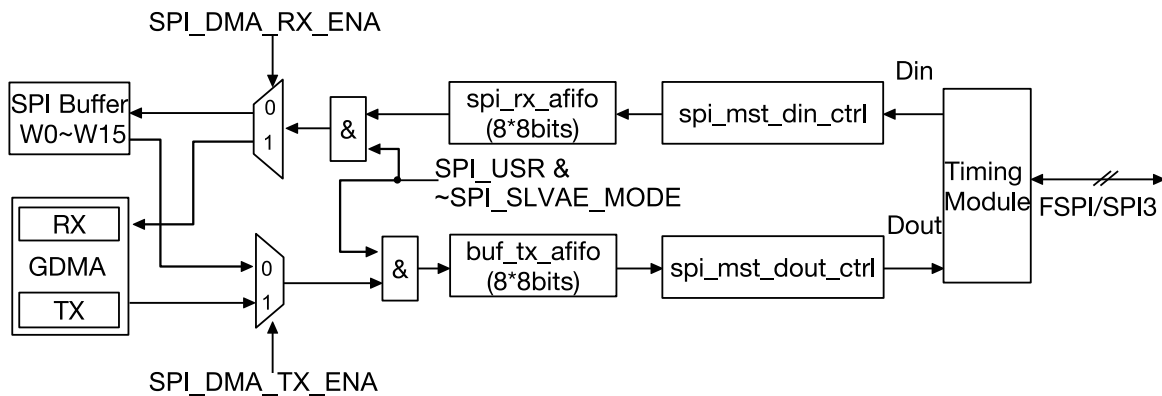 SPI_DMA_RX_ENA
SPI Buffer
W0~W15
0
1
&
spi_rx_afifo
(8*8bits)
spi_mst_din_ctrl
Din
SPI_USR &
~SPI_SLVAE_MODE
Timing
Module
FSPI/SPI3
RX
GDMA
TX
0
1
&
buf_tx_afifo
(8*8bits)
spi_mst_dout_ctrl
Dout
SPI_DMA_TX_ENA